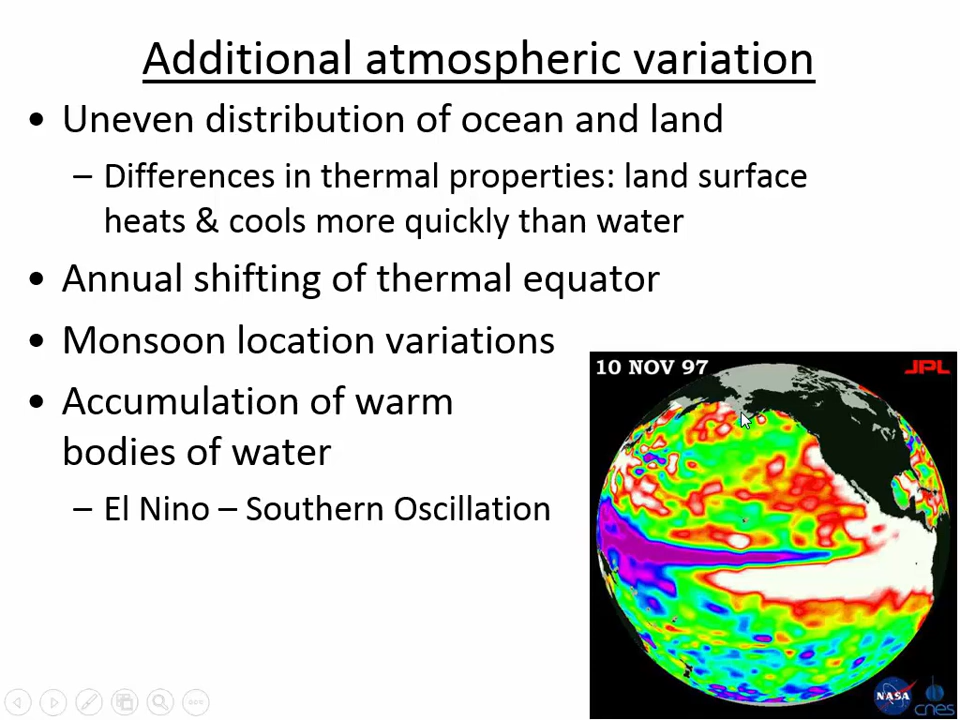 Additional atmospheric variation
• Uneven distribution of ocean and land
– Differences in thermal properties: land surface
heats & cools more quickly than water
• Annual shifting of thermal equator
• Monsoon location variations
• Accumulation of warm
bodies of water
– El Nino – Southern Oscillation
10 NOV 97
JPL
NASA
cnes